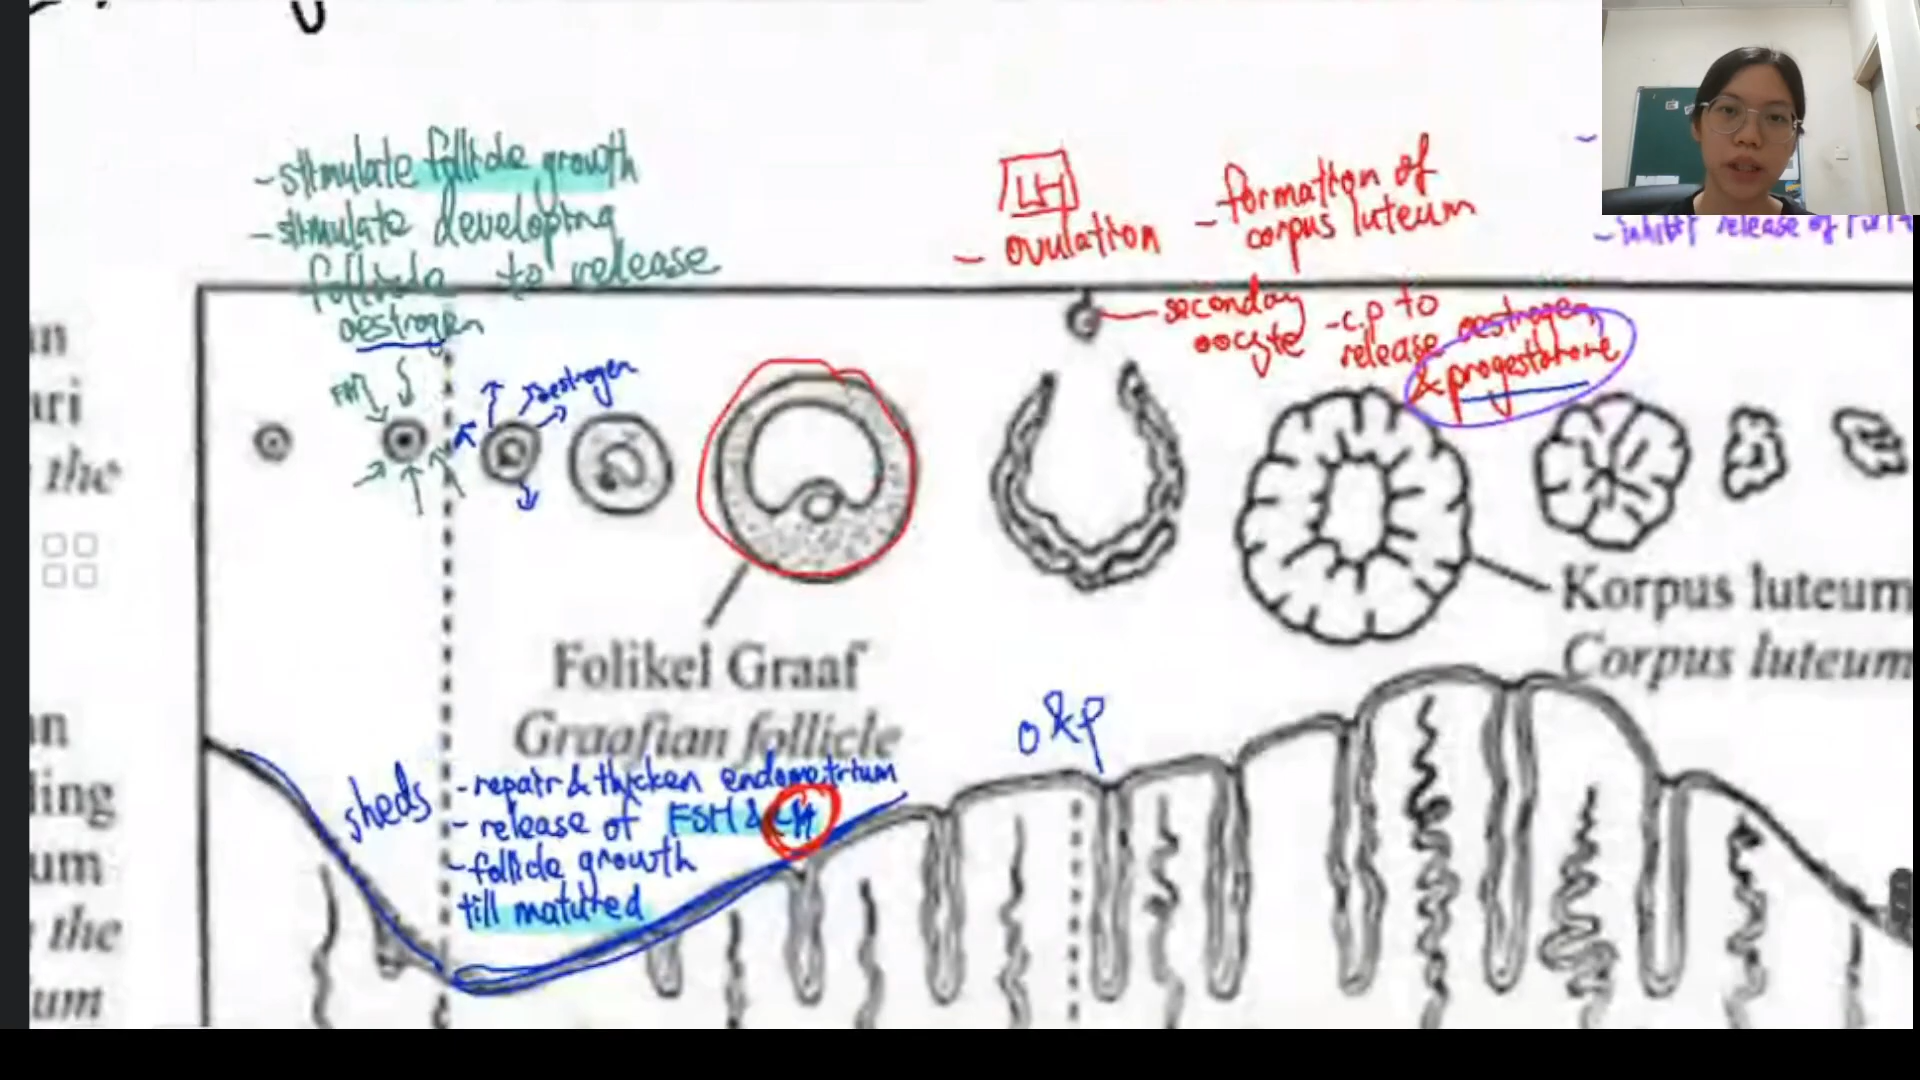 - stimulate follicle growth
- stimulate developing
follicle to release
oestrogen
LH
- ovulation
- formation of
corpus luteum
- inhibit release of
FSH
oestrogen
seconday
oocyte
- c.p to
release oestrogen
& progesterone
an
ari
the
Folikel Graaf
Graafian follicle
Korpus luteum
Corpus luteum
sheds
- repair & thicken endometrium
- release of FSH & LH
- follicle growth
till matured
o & p
an
ding
um
the
um